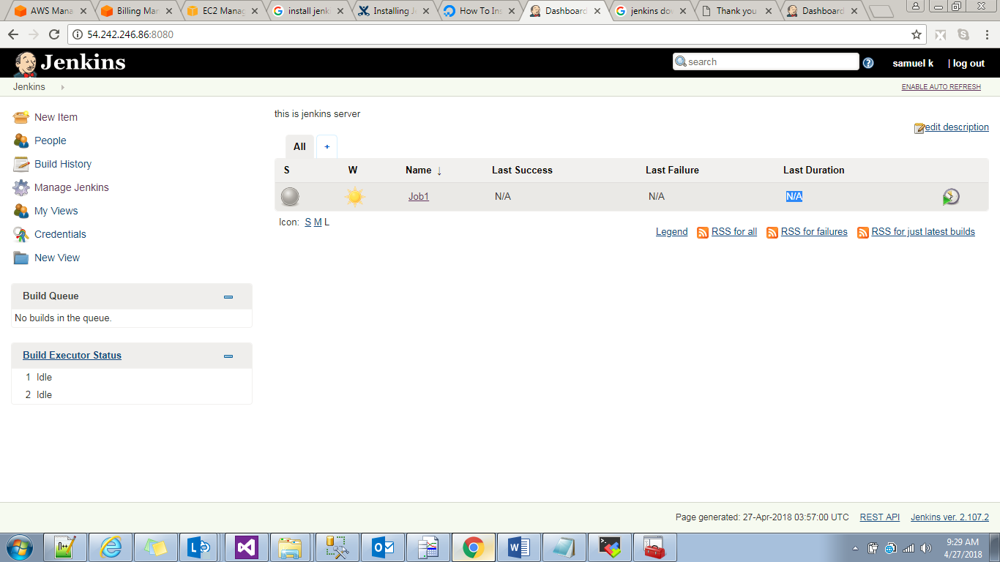 AWS Mana
Billing Man
EC2 Manag
install jenki
Installing Je
How To Ins
Dashboard
jenkins dow
Thank you
Dashboard
54.242.246.86:8080
Jenkins
search
samuel k
| log out
Jenkins
ENABLE AUTO REFRESH
New Item
People
Build History
Manage Jenkins
My Views
Credentials
New View
Build Queue
No builds in the queue.
Build Executor Status
1 Idle
2 Idle
this is jenkins server
edit description
All +
S W Name ↓ Last Success Last Failure Last Duration
Job1 N/A N/A N/A
Icon: S M L
Legend RSS for all RSS for failures RSS for just latest builds
Page generated: 27-Apr-2018 03:57:00 UTC REST API Jenkins ver. 2.107.2
9:29 AM
4/27/2018